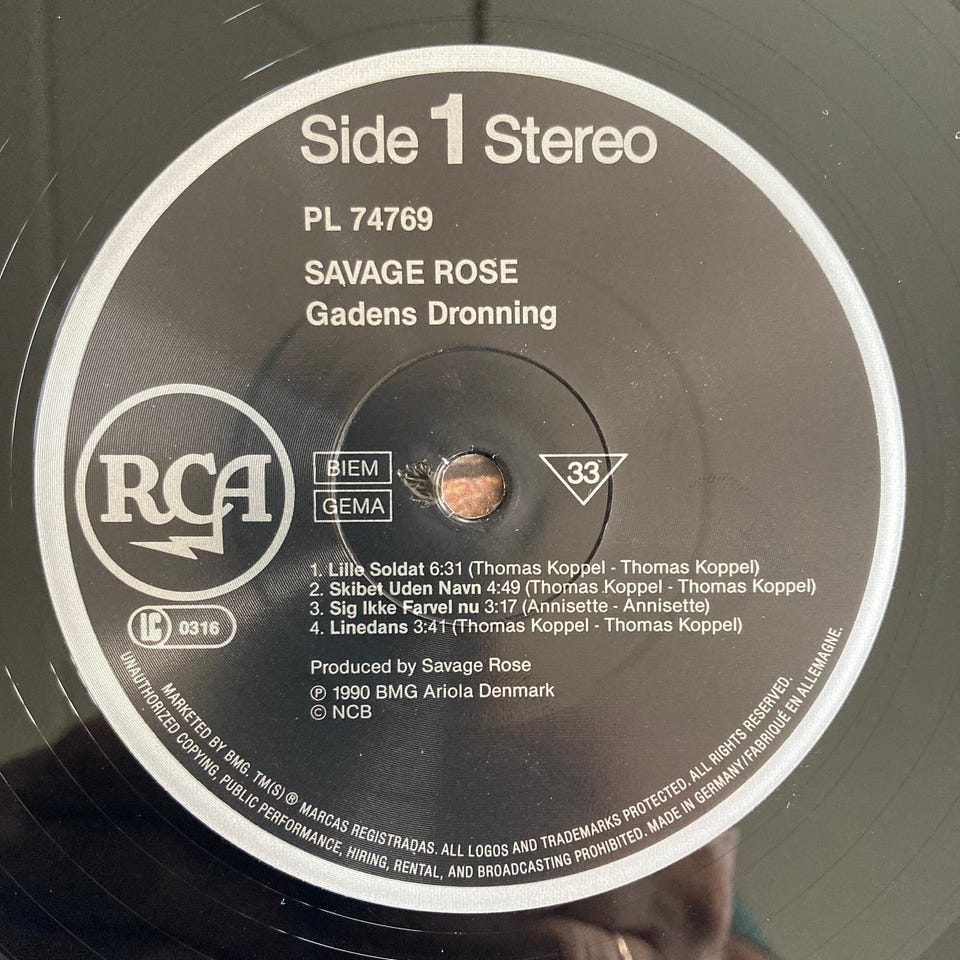 Side 1 Stereo
PL 74769
SAVAGE ROSE
Gadens Dronning
RCA
BIEM
GEMA
33
1. Lille Soldat 6:31 (Thomas Koppel - Thomas Koppel)
2. Skibet Uden Navn 4:49 (Thomas Koppel - Thomas Koppel)
3. Sig Ikke Farvel nu 3:17 (Annisette - Annisette)
4. Linedans 3:41 (Thomas Koppel - Thomas Koppel)
LC 0316
Produced by Savage Rose
℗ 1990 BMG Ariola Denmark
© NCB
MARKETED BY BMG. TM(S) ® MARCAS REGISTRADAS. ALL LOGOS AND TRADEMARKS PROTECTED. ALL RIGHTS RESERVED.
UNAUTHORIZED COPYING, PUBLIC PERFORMANCE, HIRING, RENTAL, AND BROADCASTING PROHIBITED. MADE IN GERMANY/FABRIQUÉ EN ALLEMAGNE.